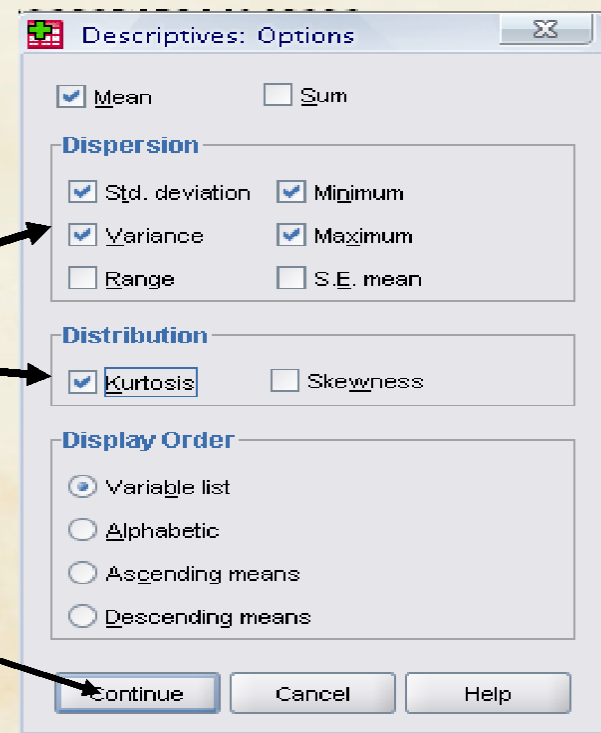 Descriptives: Options
Mean Sum
Dispersion
Std. deviation Minimum
Variance Maximum
Range S.E. mean
Distribution
Kurtosis Skewness
Display Order
Variable list
Alphabetic
Ascending means
Descending means
Continue Cancel Help